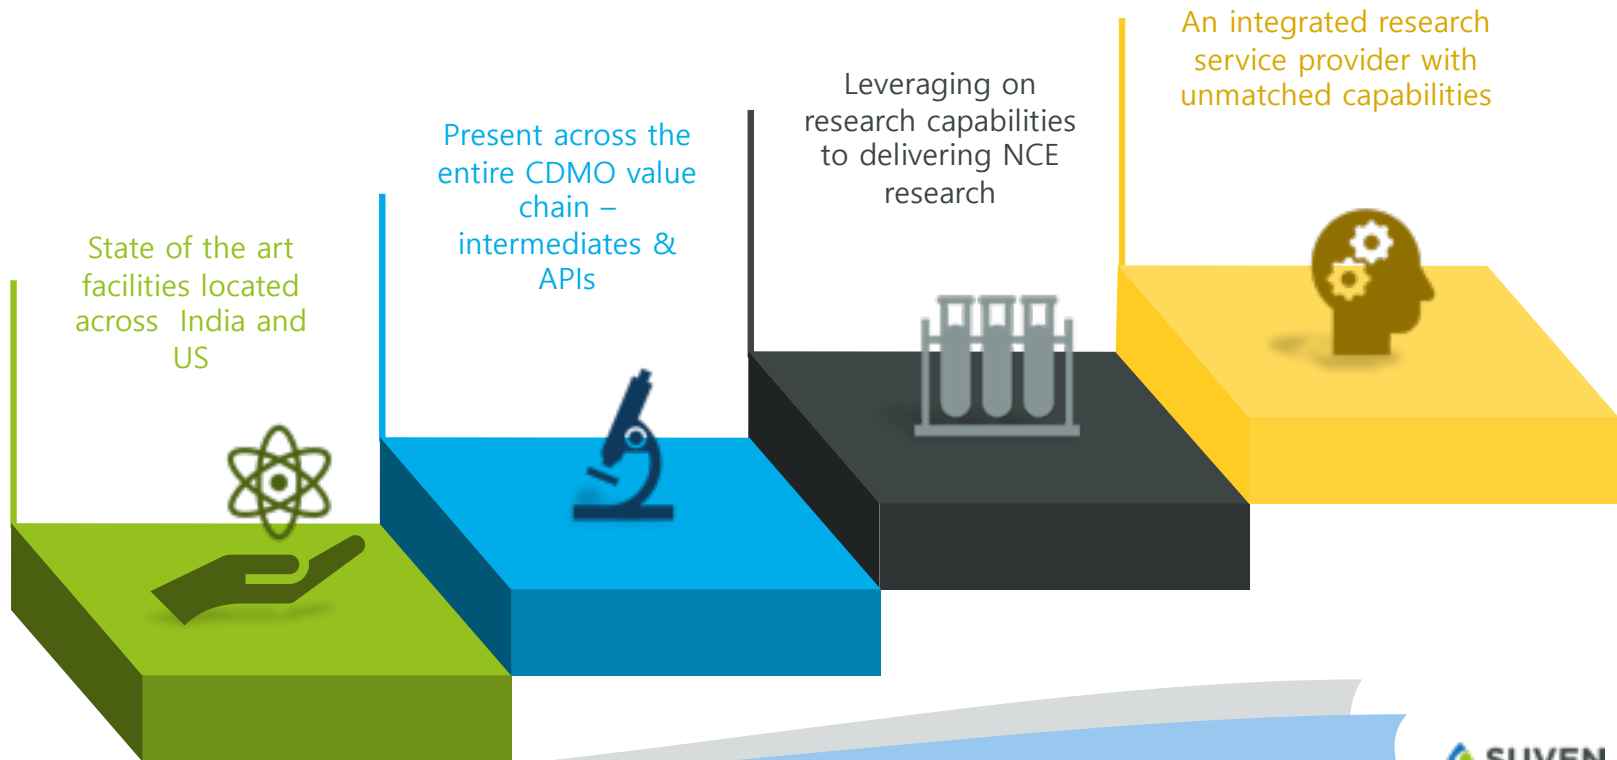 State of the art
facilities located
across India and
US
Present across the
entire CDMO value
chain –
intermediates &
APIs
Leveraging on
research capabilities
to delivering NCE
research
An integrated research
service provider with
unmatched capabilities
SUVEN